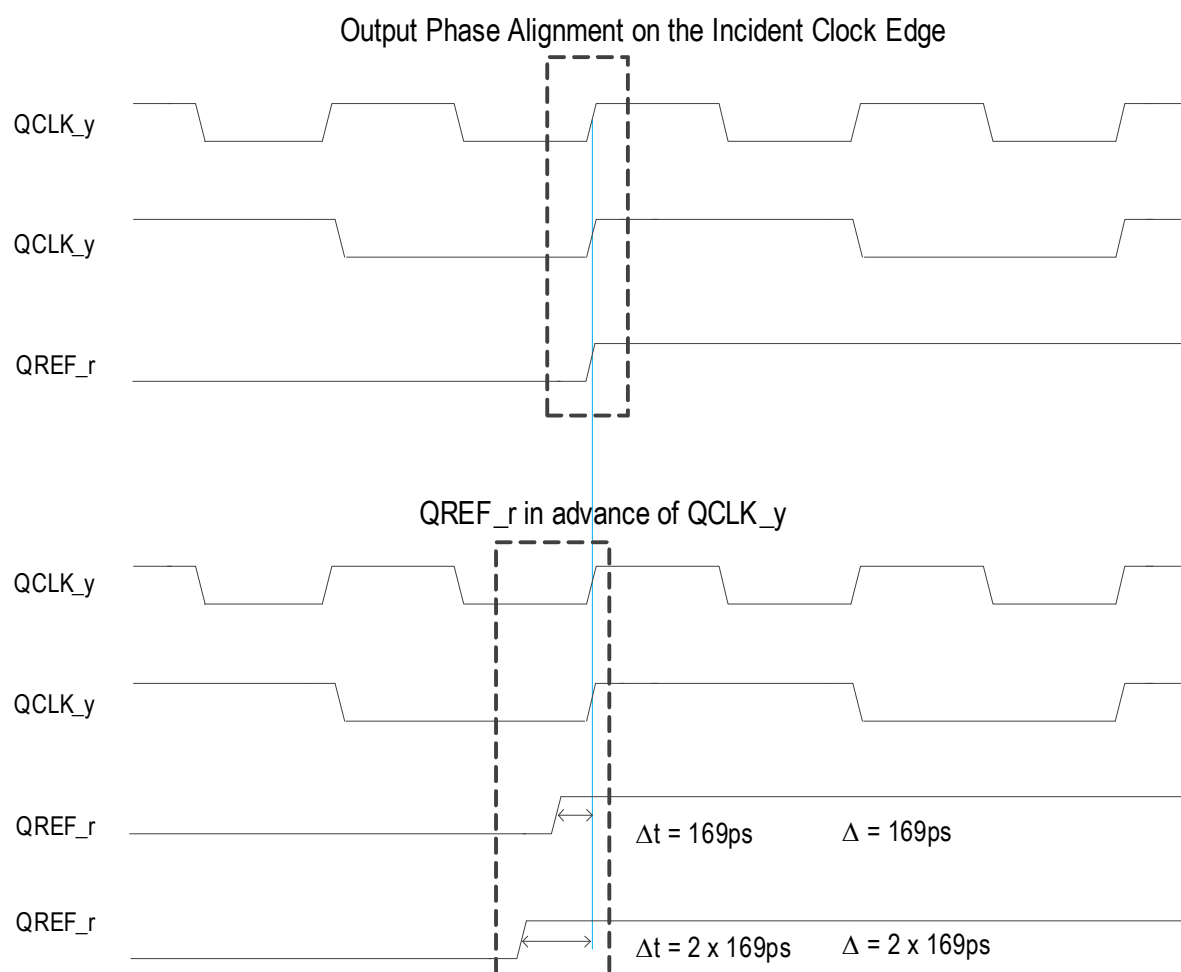 Output Phase Alignment on the Incident Clock Edge
QCLK_y
QCLK_y
QREF_r
QREF_r in advance of QCLK_y
QCLK_y
QCLK_y
QREF_r
Δt = 169ps Δ = 169ps
QREF_r
Δt = 2 x 169ps Δ = 2 x 169ps